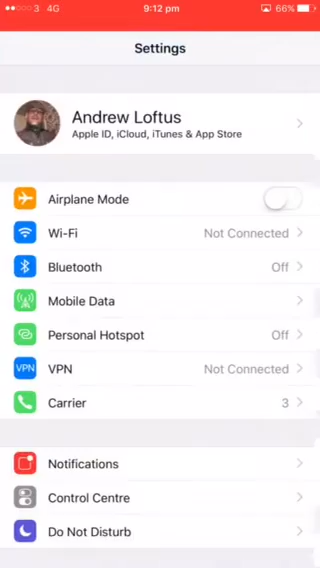 3 4G 9:12 pm 66%
Settings
Andrew Loftus
Apple ID, iCloud, iTunes & App Store
Airplane Mode
Wi-Fi Not Connected
Bluetooth Off
Mobile Data
Personal Hotspot Off
VPN VPN Not Connected
Carrier 3
Notifications
Control Centre
Do Not Disturb